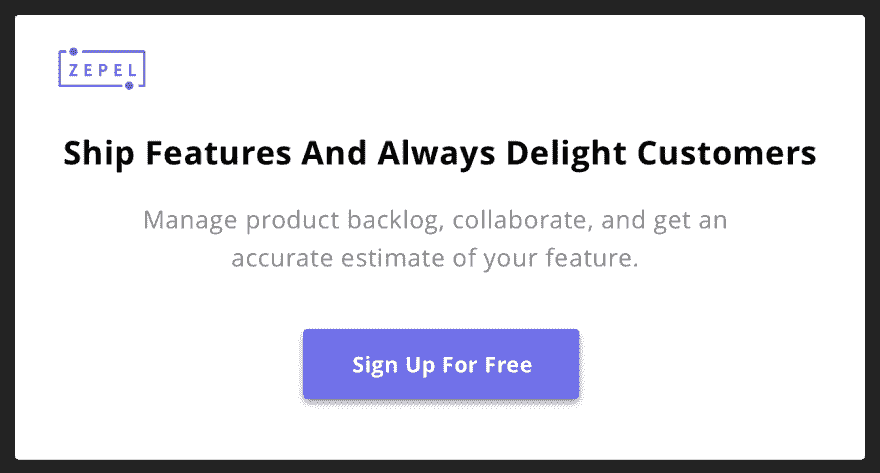 ZEPEL
Ship Features And Always Delight Customers
Manage product backlog, collaborate, and get an
accurate estimate of your feature.
Sign Up For Free